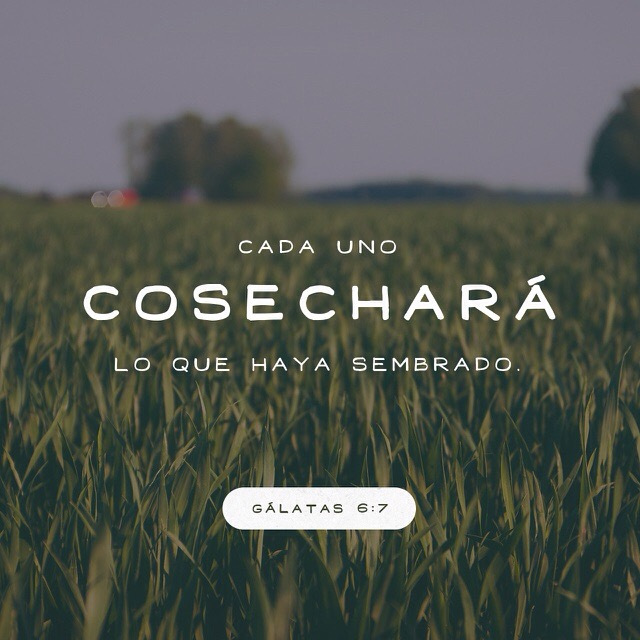 CADA UNO
COSECHARÁ
LO QUE HAYA SEMBRADO.
GÁLATAS 6:7